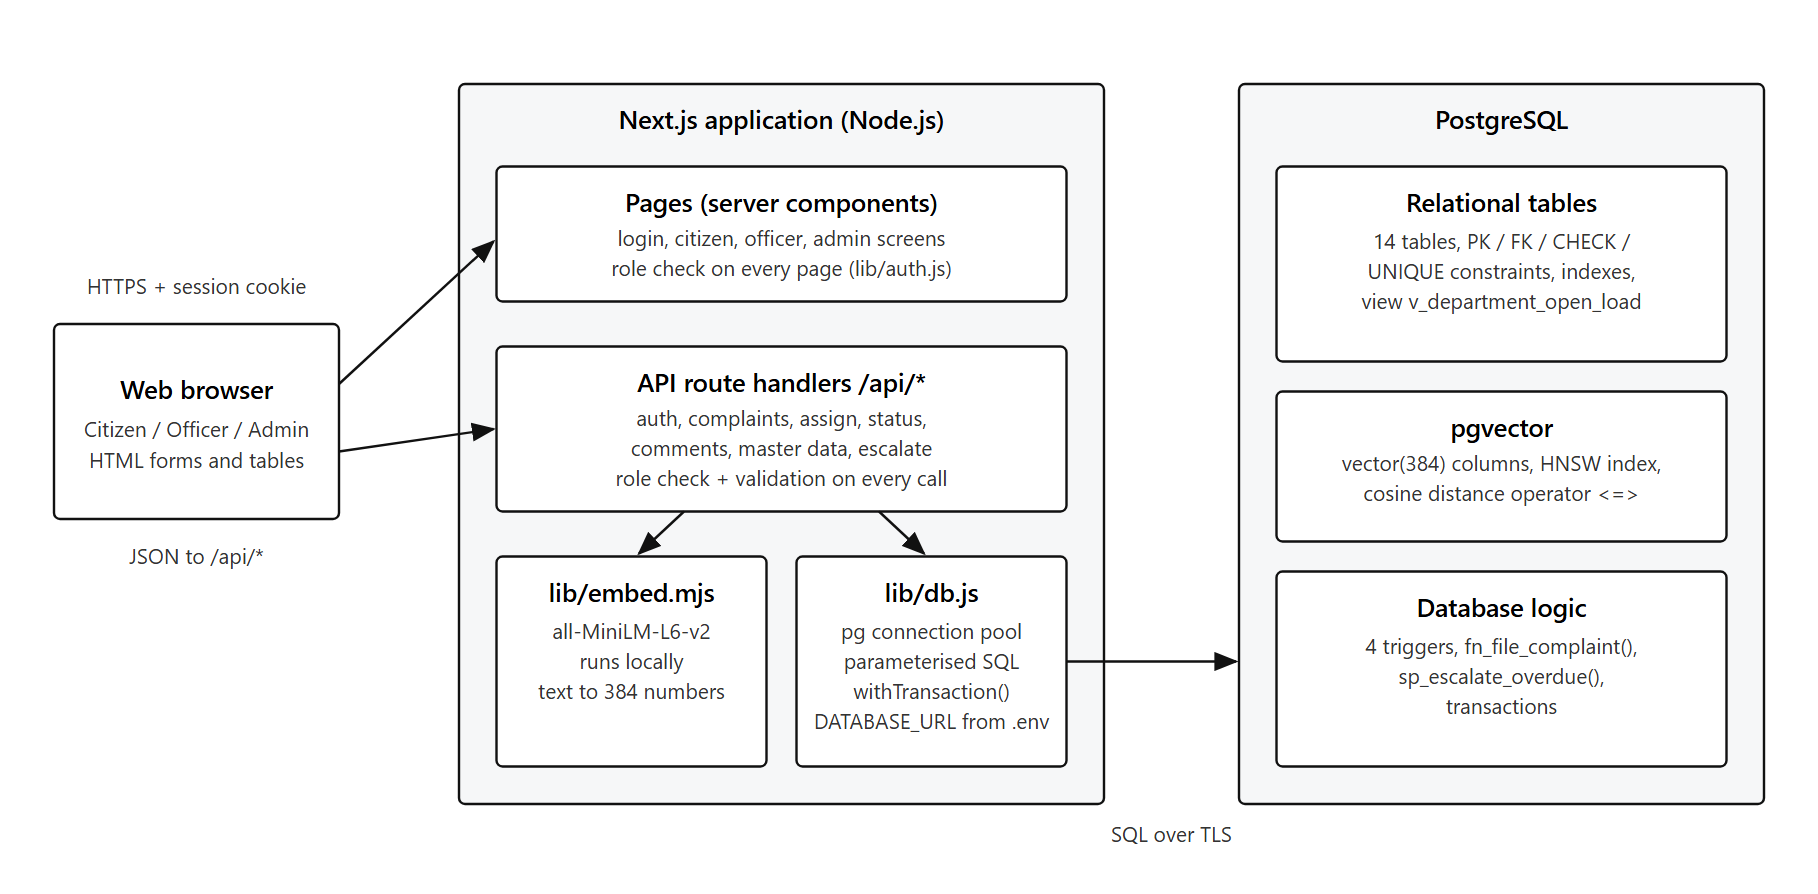 HTTPS + session cookie
Web browser
Citizen / Officer / Admin
HTML forms and tables
JSON to /api/*
Next.js application (Node.js)
Pages (server components)
login, citizen, officer, admin screens
role check on every page (lib/auth.js)
API route handlers /api/*
auth, complaints, assign, status,
comments, master data, escalate
role check + validation on every call
lib/embed.mjs
all-MiniLM-L6-v2
runs locally
text to 384 numbers
lib/db.js
pg connection pool
parameterised SQL
withTransaction()
DATABASE_URL from .env
SQL over TLS
PostgreSQL
Relational tables
14 tables, PK / FK / CHECK /
UNIQUE constraints, indexes,
view v_department_open_load
pgvector
vector(384) columns, HNSW index,
cosine distance operator <=>
Database logic
4 triggers, fn_file_complaint(),
sp_escalate_overdue(),
transactions